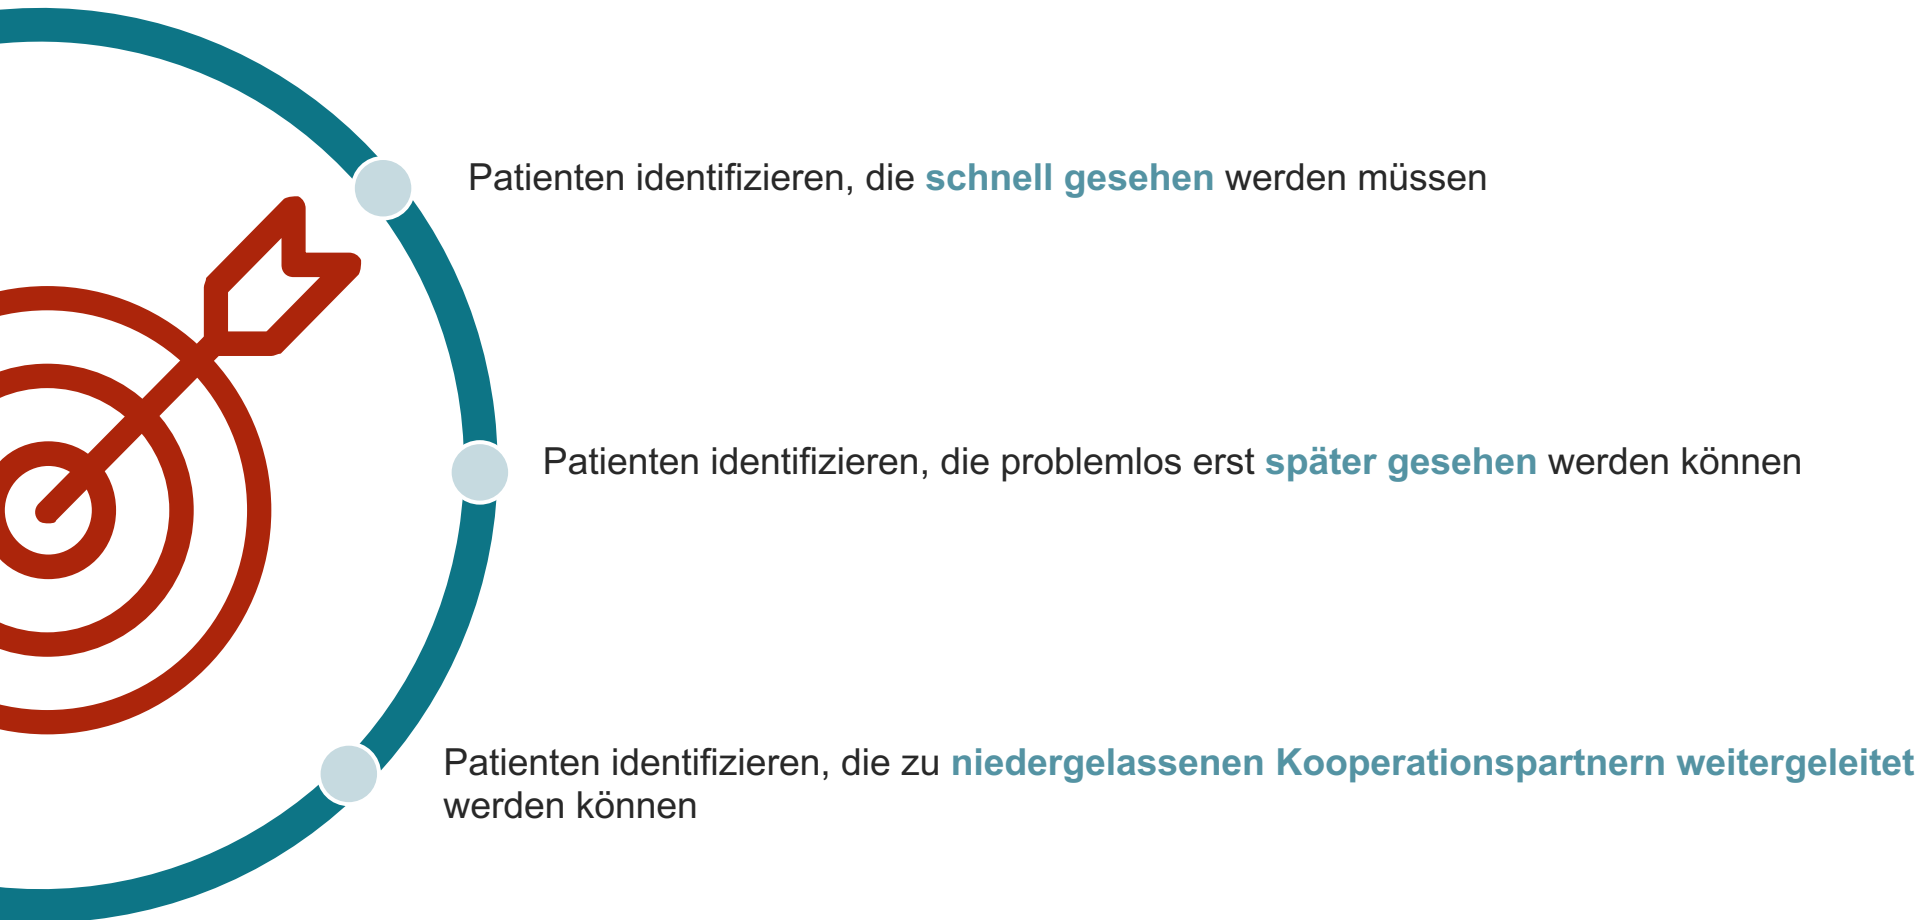 Patienten identifizieren, die schnell gesehen werden müssen
Patienten identifizieren, die problemlos erst später gesehen werden können
Patienten identifizieren, die zu niedergelassenen Kooperationspartnern weitergeleitet
werden können